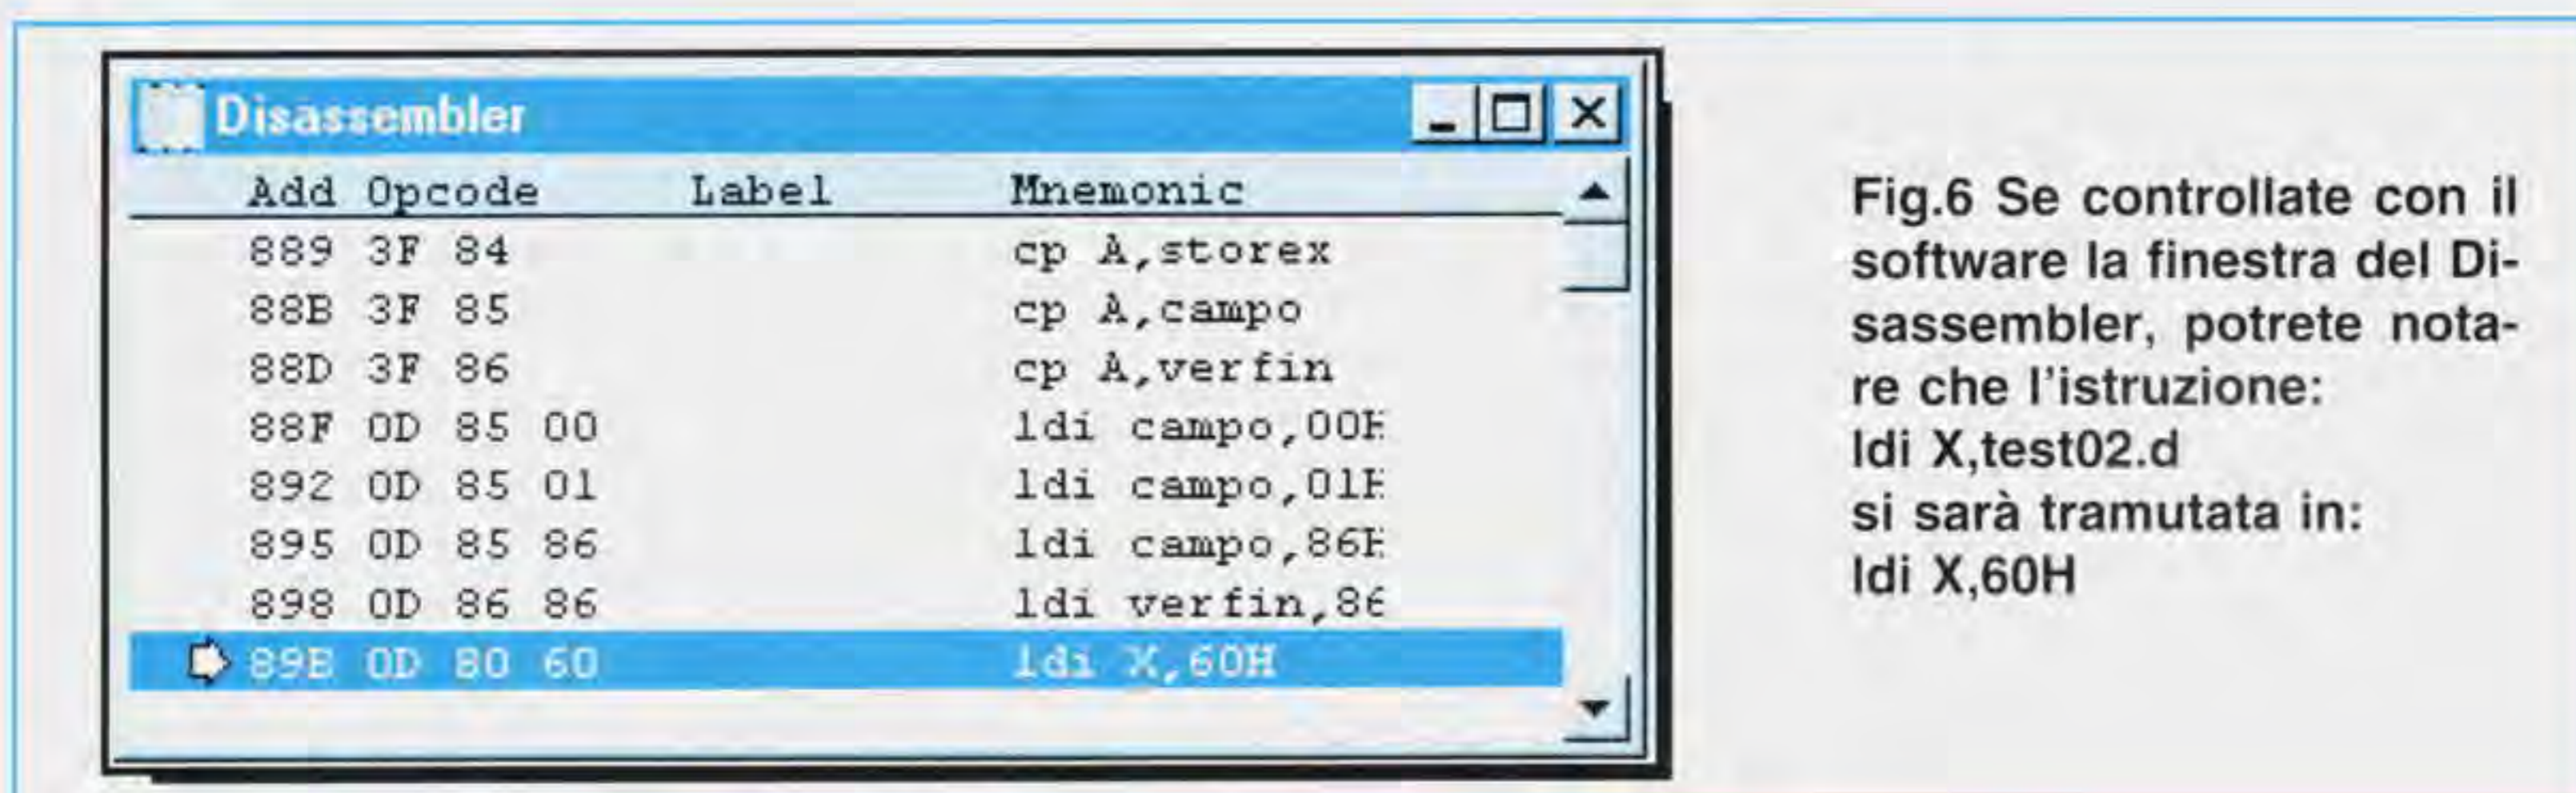 Disassembler
Add Opcode Label Mnemonic
889 3F 84 cp A,storex
88B 3F 85 cp A,campo
88D 3F 86 cp A,verfin
88F 0D 85 00 ldi campo,00H
892 0D 85 01 ldi campo,01H
895 0D 85 86 ldi campo,86H
898 0D 86 86 ldi verfin,86
89B 0D 80 60 ldi X,60H
Fig.6 Se controllate con il
software la finestra del Di-
sassembler, potrete nota-
re che l'istruzione:
ldi X,test02.d
si sarà tramutata in:
ldi X,60H